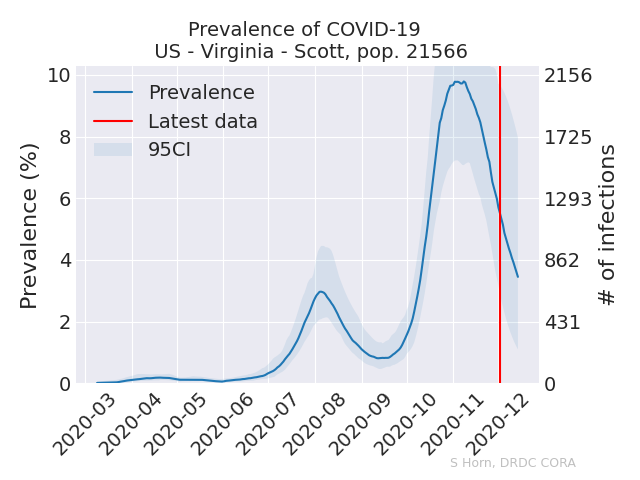 Prevalence of COVID-19
US - Virginia - Scott, pop. 21566
Prevalence (%)
10
8
6
4
2
0
Prevalence
Latest data
95CI
2156
1725
1293
862
431
0
# of infections
2020-03
2020-04
2020-05
2020-06
2020-07
2020-08
2020-09
2020-10
2020-11
2020-12
S Horn, DRDC CORA